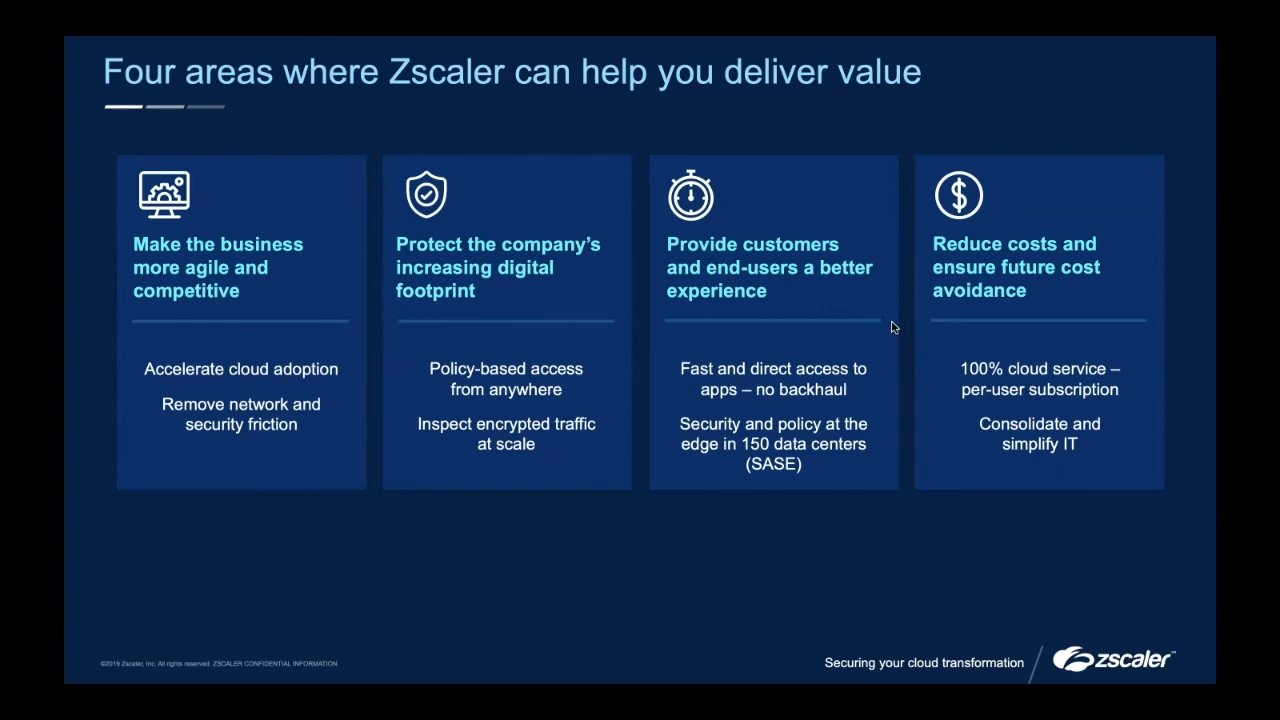 Four areas where Zscaler can help you deliver value
Make the business
more agile and
competitive
Accelerate cloud adoption
Remove network and
security friction
Protect the company's
increasing digital
footprint
Policy-based access
from anywhere
Inspect encrypted traffic
at scale
Provide customers
and end-users a better
experience
Fast and direct access to
apps – no backhaul
Security and policy at the
edge in 150 data centers
(SASE)
Reduce costs and
ensure future cost
avoidance
100% cloud service –
per-user subscription
Consolidate and
simplify IT
©2019 Zscaler, Inc. All rights reserved. ZSCALER CONFIDENTIAL INFORMATION
Securing your cloud transformation
zscaler™